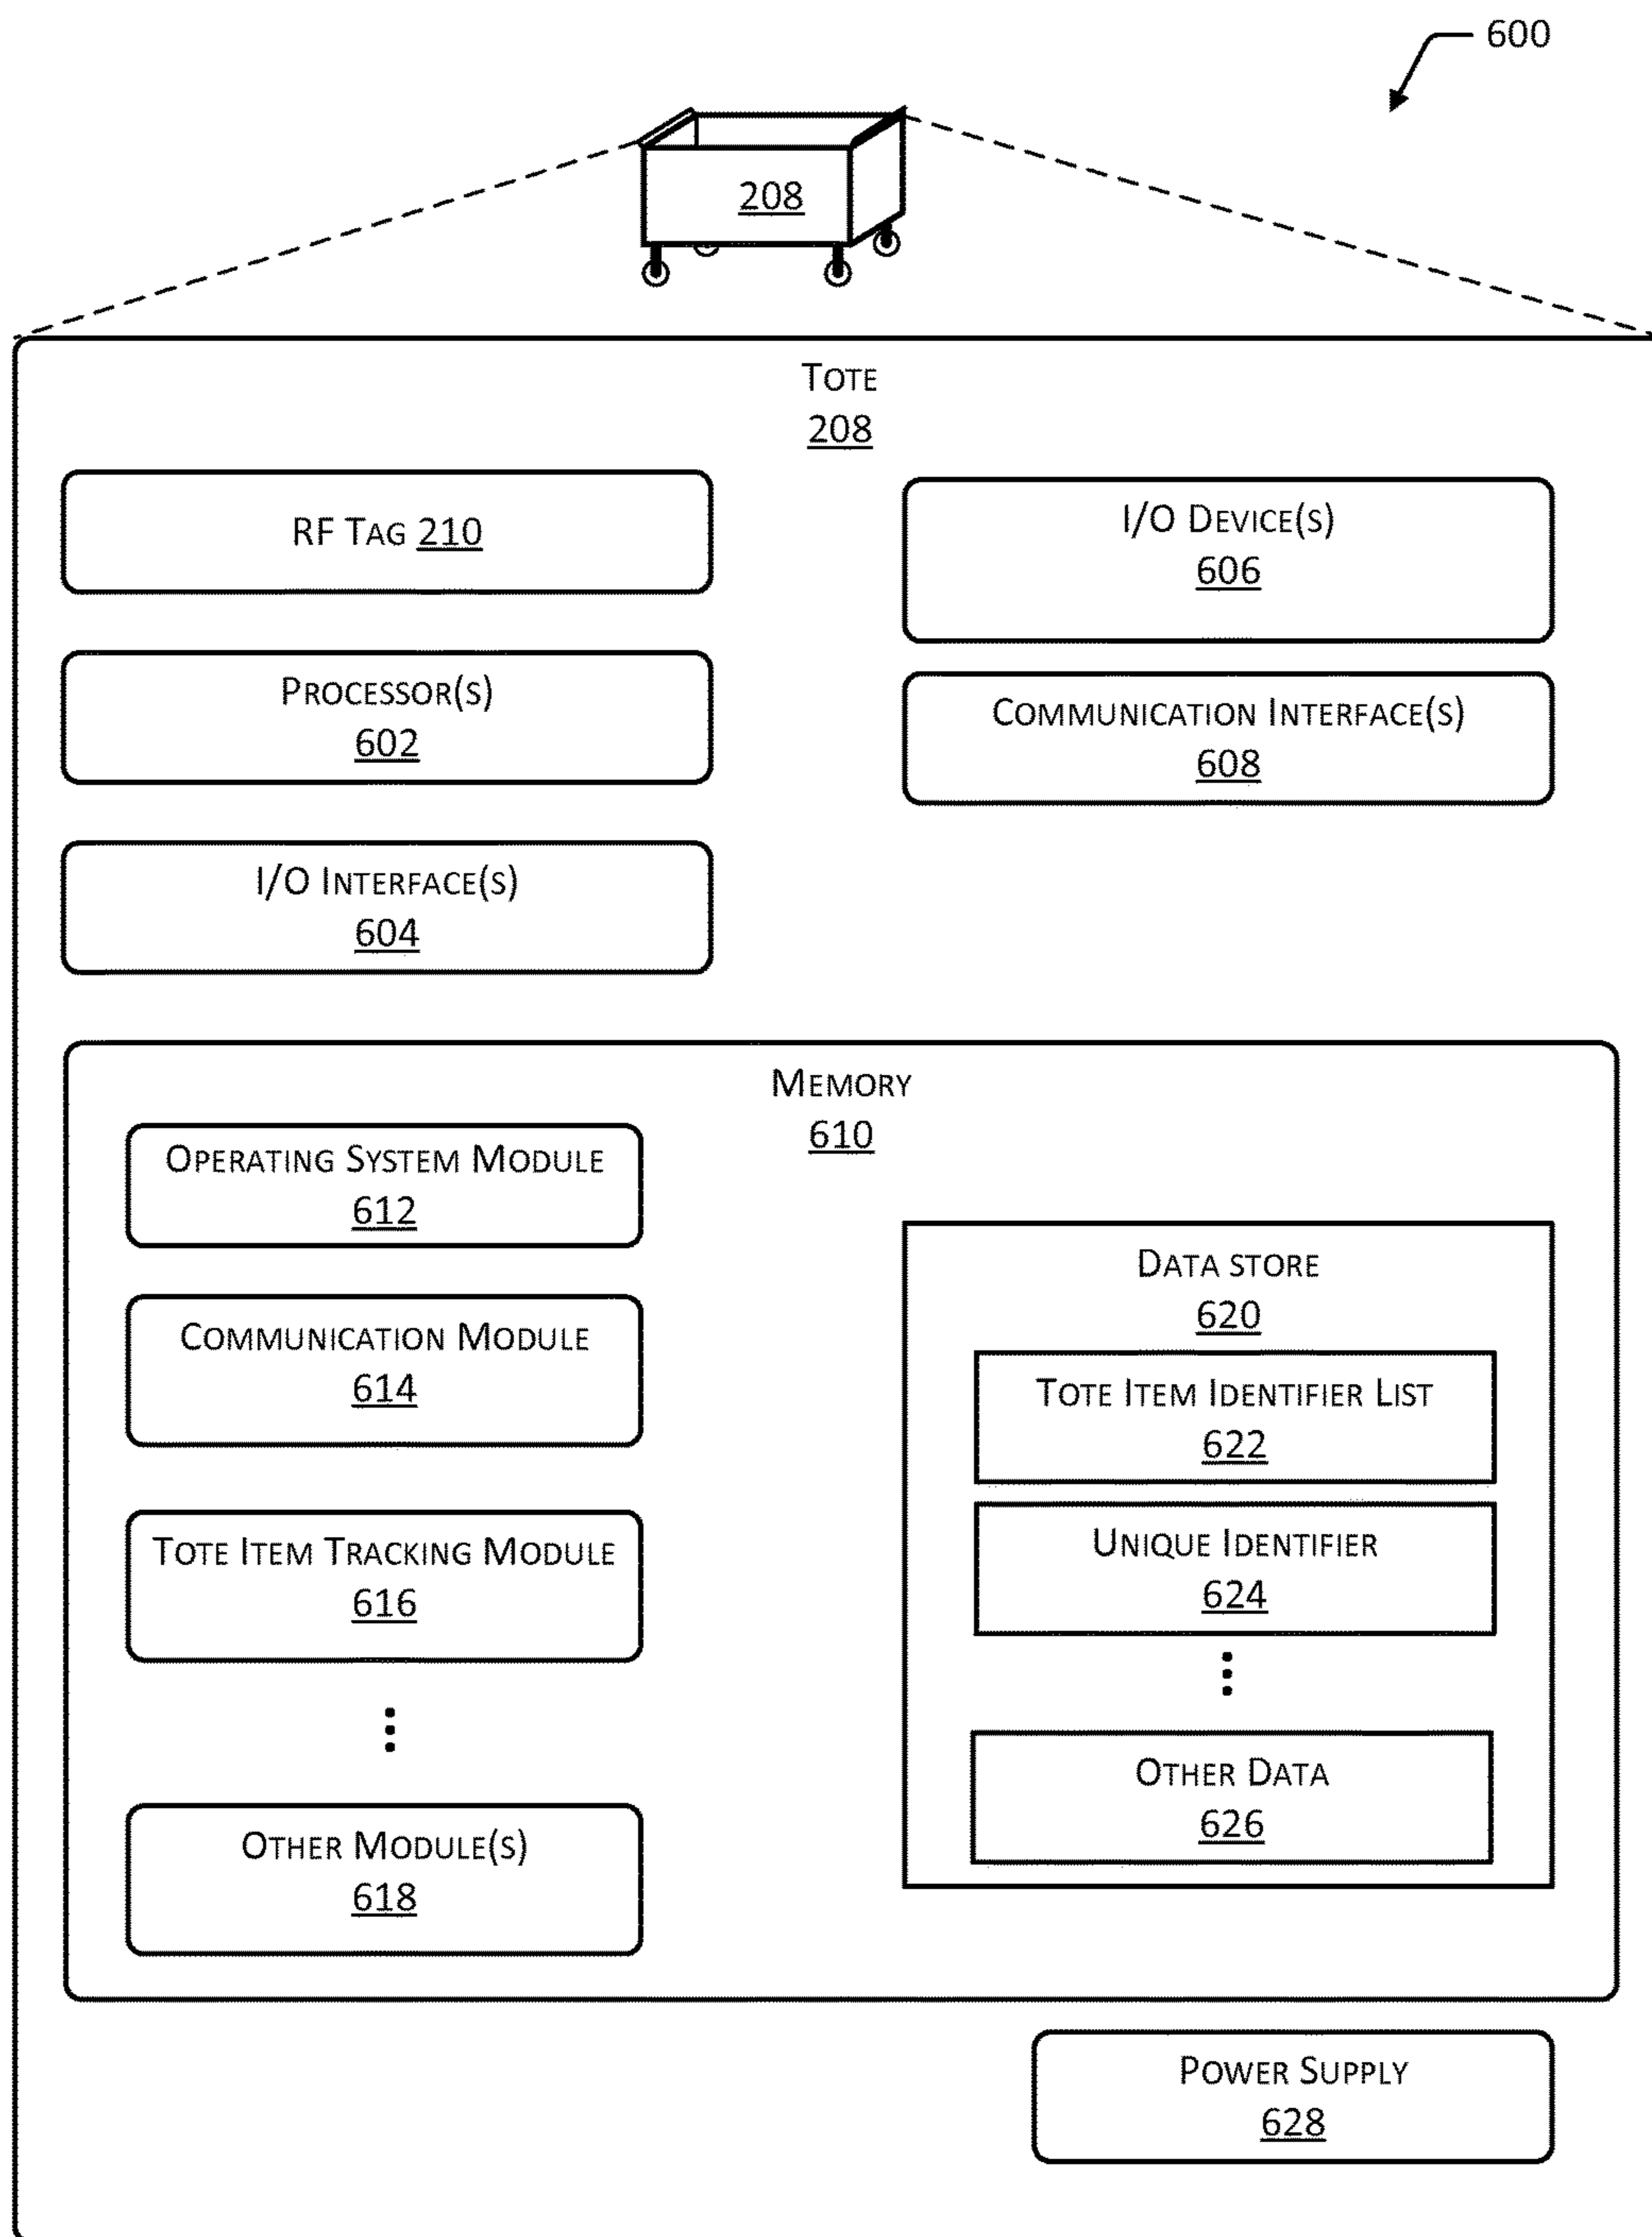 600
208
Tote
208
RF Tag 210
I/O Device(s)
606
Processor(s)
602
Communication Interface(s)
608
I/O Interface(s)
604
Memory
610
Operating System Module
612
Communication Module
614
Tote Item Tracking Module
616
Other Module(s)
618
Data store
620
Tote Item Identifier List
622
Unique Identifier
624
Other Data
626
Power Supply
628